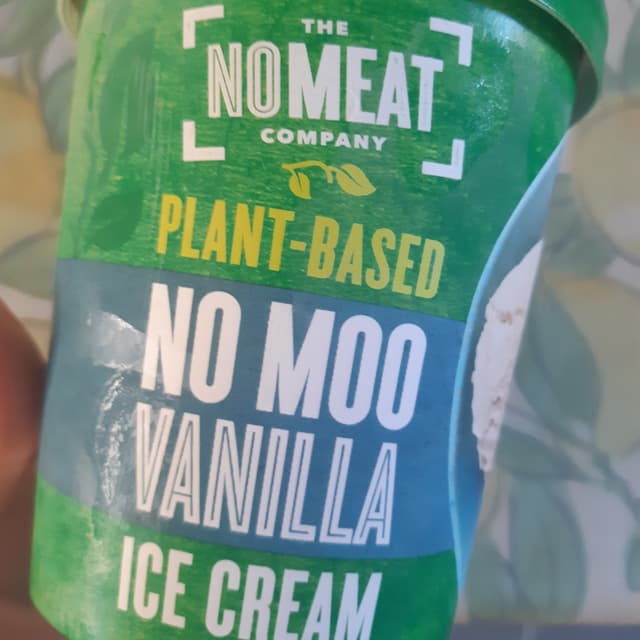 THE
NOMEAT
COMPANY
PLANT-BASED
NO MOO
VANILLA
ICE CREAM